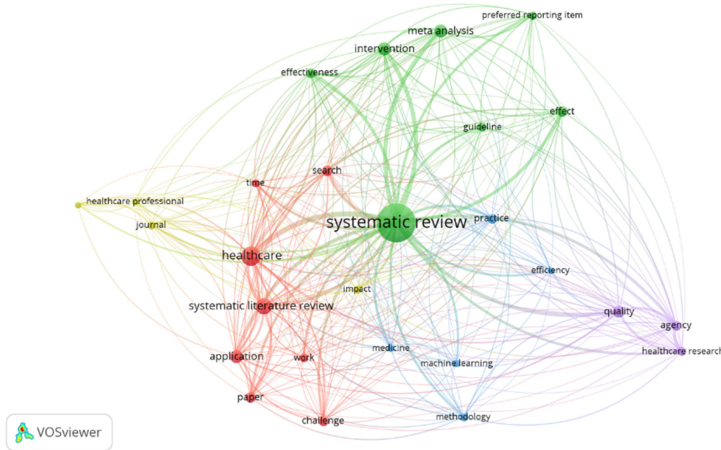 preferred reporting item
meta analysis
intervention
effectiveness
effect
guideline
search
time
healthcare professional
systematic review
practice
journal
healthcare
efficiency
impact
systematic literature review
quality
agency
medicine
healthcare research
application
work
machine learning
paper
challenge
methodology
VOSviewer